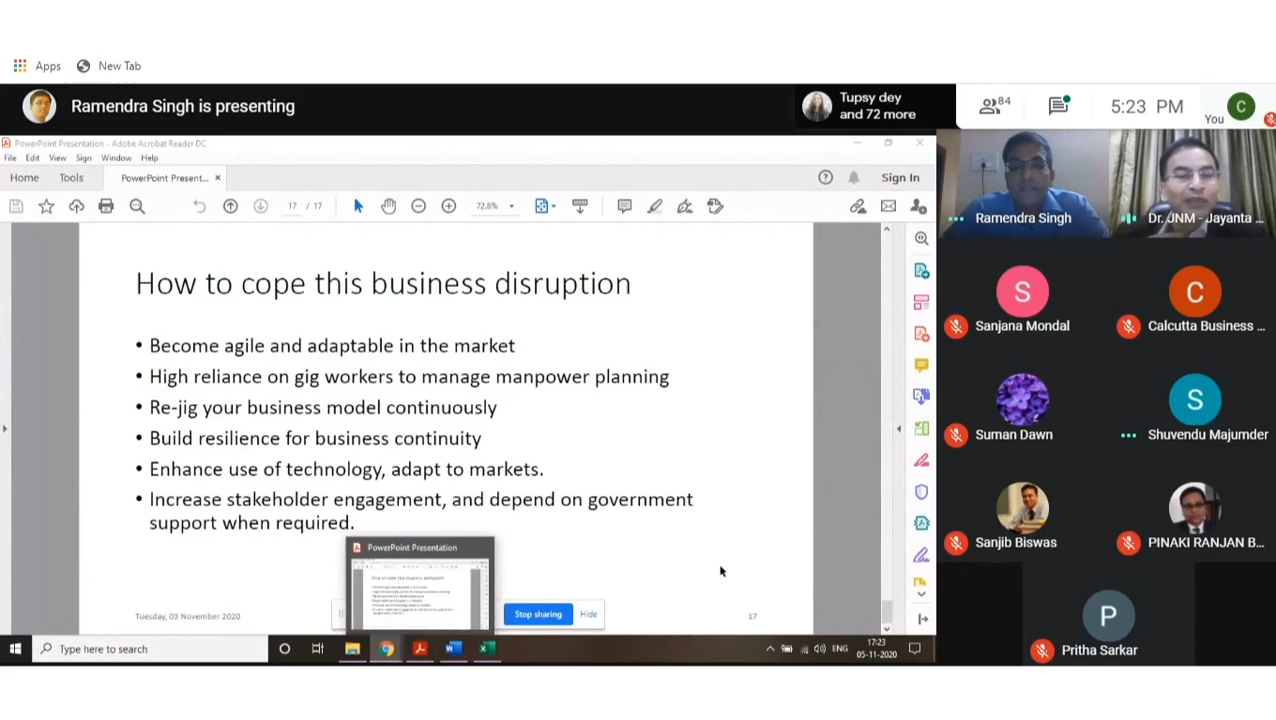 Apps
New Tab
Ramendra Singh is presenting
Tupsy dey
and 72 more
84
5:23 PM
You
C
PowerPoint Presentation - Adobe Acrobat Reader DC
File Edit View Sign Window Help
Home Tools PowerPoint Present... ×
Sign In
17 / 17
72.8%
How to cope this business disruption
• Become agile and adaptable in the market
• High reliance on gig workers to manage manpower planning
• Re-jig your business model continuously
• Build resilience for business continuity
• Enhance use of technology, adapt to markets.
• Increase stakeholder engagement, and depend on government
support when required.
PowerPoint Presentation
Tuesday, 03 November 2020
Stop sharing
Hide
17
Type here to search
ENG
17:23
05-11-2020
Ramendra Singh
Dr. JNM - Jayanta ...
S
Sanjana Mondal
C
Calcutta Business ...
Suman Dawn
S
Shuvendu Majumder
Sanjib Biswas
PINAKI RANJAN B...
P
Pritha Sarkar